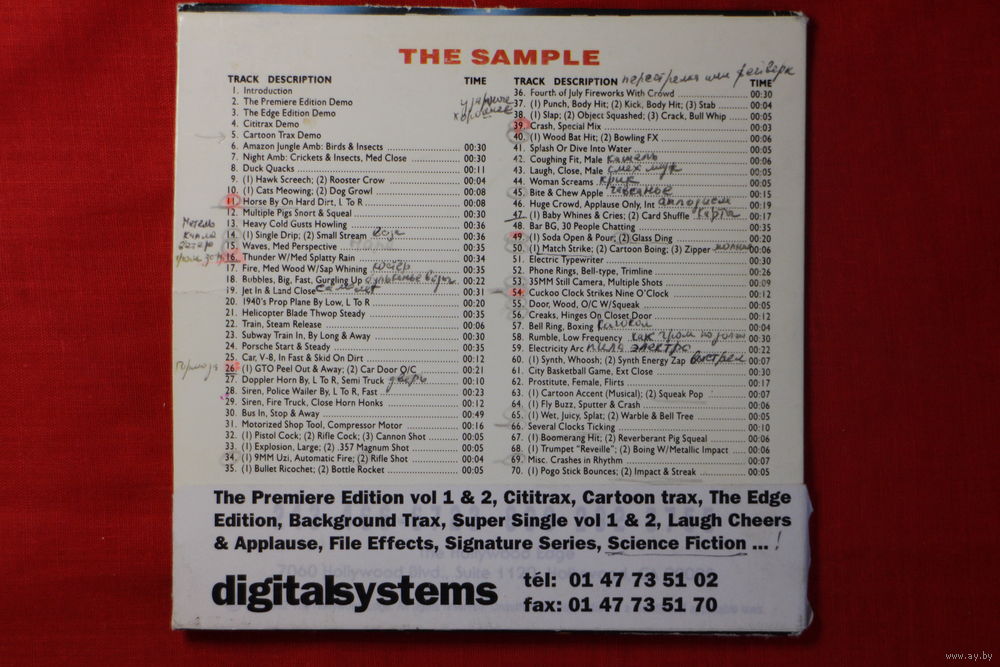 THE SAMPLE
TRACK DESCRIPTION TIME
1. Introduction
2. The Premiere Edition Demo
3. The Edge Edition Demo
4. Cititrax Demo
5. Cartoon Trax Demo
6. Amazon Jungle Amb: Birds & Insects 00:30
7. Night Amb: Crickets & Insects, Med Close 00:30
8. Duck Quacks 00:11
9. (1) Hawk Screech; (2) Rooster Crow 00:04
10. (1) Cats Meowing; (2) Dog Growl 00:08
11. Horse By On Hard Dirt, L To R 00:08
12. Multiple Pigs Snort & Squeal 00:30
13. Heavy Cold Gusts Howling 00:36
Метель
14. (1) Single Drip; (2) Small Stream вода 00:36
15. Waves, Med Perspective 00:35
16. Thunder W/Med Splatty Rain 00:34
17. Fire, Med Wood W/Sap Whining костёр 00:35
18. Bubbles, Big, Fast, Gurgling Up 00:22
19. Jet In & Land Close самолет 00:31
20. 1940's Prop Plane By Low, L To R 00:20
21. Helicopter Blade Thwop Steady 00:35
22. Train, Steam Release 00:06
23. Subway Train In, By Long & Away 00:30
24. Porsche Start & Steady 00:35
25. Car, V-8, In Fast & Skid On Dirt 00:12
26. (1) GTO Peel Out & Away; (2) Car Door O/C 00:21
27. Doppler Horn By, L To R, Semi Truck дверь 00:10
28. Siren, Police Wailer By, L To R, Fast 00:23
29. Siren, Fire Truck, Close Horn Honks 00:12
30. Bus In, Stop & Away 00:49
31. Motorized Shop Tool, Compressor Motor 00:16
32. (1) Pistol Cock; (2) Rifle Cock; (3) Cannon Shot 00:05
33. (1) Explosion, Large; (2) .357 Magnum Shot 00:05
34. (1) 9MM Uzi, Automatic Fire; (2) Rifle Shot 00:04
35. (1) Bullet Ricochet; (2) Bottle Rocket 00:05
TRACK DESCRIPTION перестрелка или фейверк TIME
36. Fourth of July Fireworks With Crowd 00:30
37. (1) Punch, Body Hit; (2) Kick, Body Hit; (3) Stab 00:04
38. (1) Slap; (2) Object Squashed; (3) Crack, Bull Whip 00:05
39. Crash, Special Mix 00:03
40. (1) Wood Bat Hit; (2) Bowling FX 00:06
41. Splash Or Dive Into Water 00:05
42. Coughing Fit, Male кашель 00:06
43. Laugh, Close, Male смех муж 00:05
44. Woman Screams крик 00:05
45. Bite & Chew Apple 00:15
46. Huge Crowd, Applause Only, Int аплодисм 00:19
47. (1) Baby Whines & Cries; (2) Card Shuffle карта 00:17
48. Bar BG, 30 People Chatting 00:35
49. (1) Soda Open & Pour; (2) Glass Ding 00:20
50. (1) Match Strike; (2) Cartoon Boing; (3) Zipper молния 00:06
51. Electric Typewriter 00:30
52. Phone Rings, Bell-type, Trimline 00:26
53. 35MM Still Camera, Multiple Shots 00:09
54. Cuckoo Clock Strikes Nine O'Clock 00:12
55. Door, Wood, O/C W/Squeak 00:05
56. Creaks, Hinges On Closet Door 00:12
57. Bell Ring, Boxing 00:04
58. Rumble, Low Frequency как гром 00:30
59. Electricity Arc пила электро 00:22
60. (1) Synth, Whoosh; (2) Synth Energy Zap выстрел 00:07
61. City Basketball Game, Ext Close 00:30
62. Prostitute, Female, Flirts 00:17
63. (1) Cartoon Accent (Musical); (2) Squeak Pop 00:07
64. (1) Fly Buzz, Sputter & Crash 00:06
65. (1) Wet, Juicy, Splat; (2) Warble & Bell Tree 00:05
66. Several Clocks Ticking 00:10
67. (1) Boomerang Hit; (2) Reverberant Pig Squeal 00:06
68. (1) Trumpet "Reveille"; (2) Boing W/Metallic Impact 00:06
69. Misc. Crashes in Rhythm 00:07
70. (1) Pogo Stick Bounces; (2) Impact & Streak 00:05
The Premiere Edition vol 1 & 2, Cititrax, Cartoon trax, The Edge
Edition, Background Trax, Super Single vol 1 & 2, Laugh Cheers
& Applause, File Effects, Signature Series, Science Fiction ... !
digitalsystems
tél: 01 47 73 51 02
fax: 01 47 73 51 70
www.ay.by